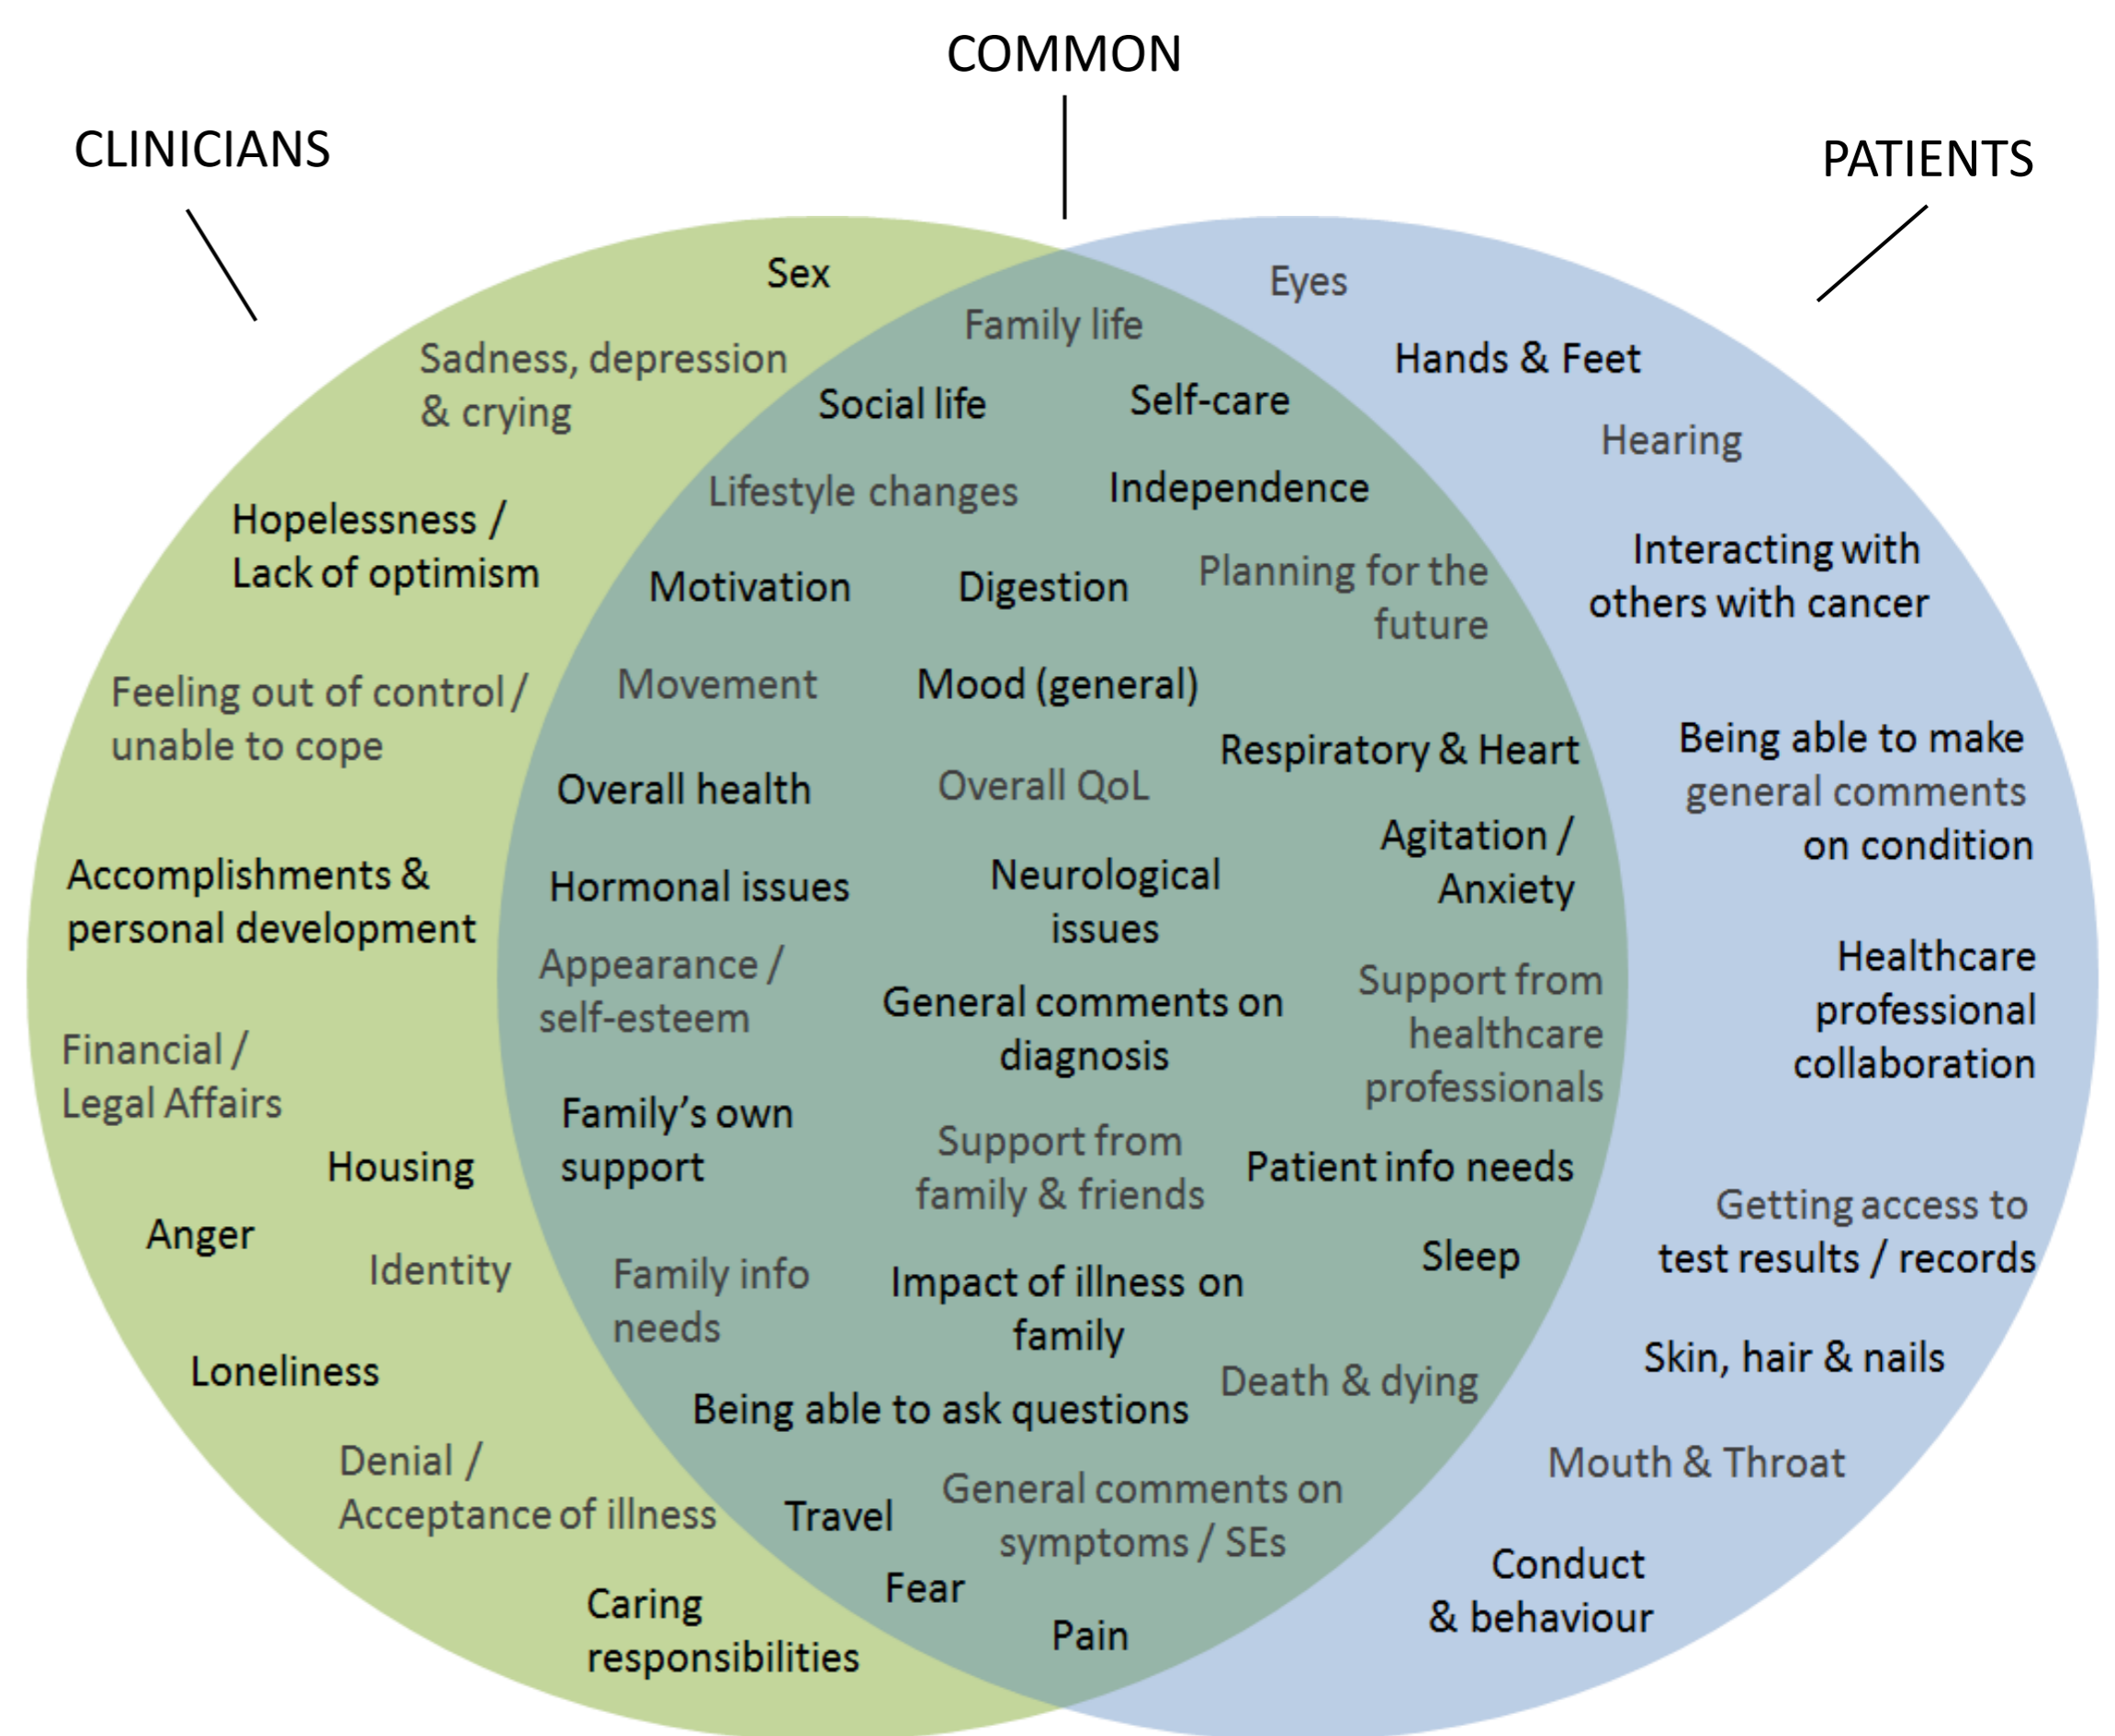 COMMON
CLINICIANS
PATIENTS
Sex
Sadness, depression
& crying
Hopelessness /
Lack of optimism
Feeling out of control /
unable to cope
Accomplishments &
personal development
Financial /
Legal Affairs
Housing
Anger
Identity
Loneliness
Denial /
Acceptance of illness
Caring
responsibilities
Family life
Social life
Self-care
Lifestyle changes
Independence
Motivation
Digestion
Planning for the
future
Movement
Mood (general)
Respiratory & Heart
Overall health
Overall QoL
Agitation /
Anxiety
Hormonal issues
Neurological
issues
Appearance /
self-esteem
General comments on
diagnosis
Support from
healthcare
professionals
Family's own
support
Support from
family & friends
Patient info needs
Sleep
Family info
needs
Impact of illness on
family
Death & dying
Being able to ask questions
Travel
General comments on
symptoms / SEs
Fear
Pain
Eyes
Hands & Feet
Hearing
Interacting with
others with cancer
Being able to make
general comments
on condition
Healthcare
professional
collaboration
Getting access to
test results / records
Skin, hair & nails
Mouth & Throat
Conduct
& behaviour